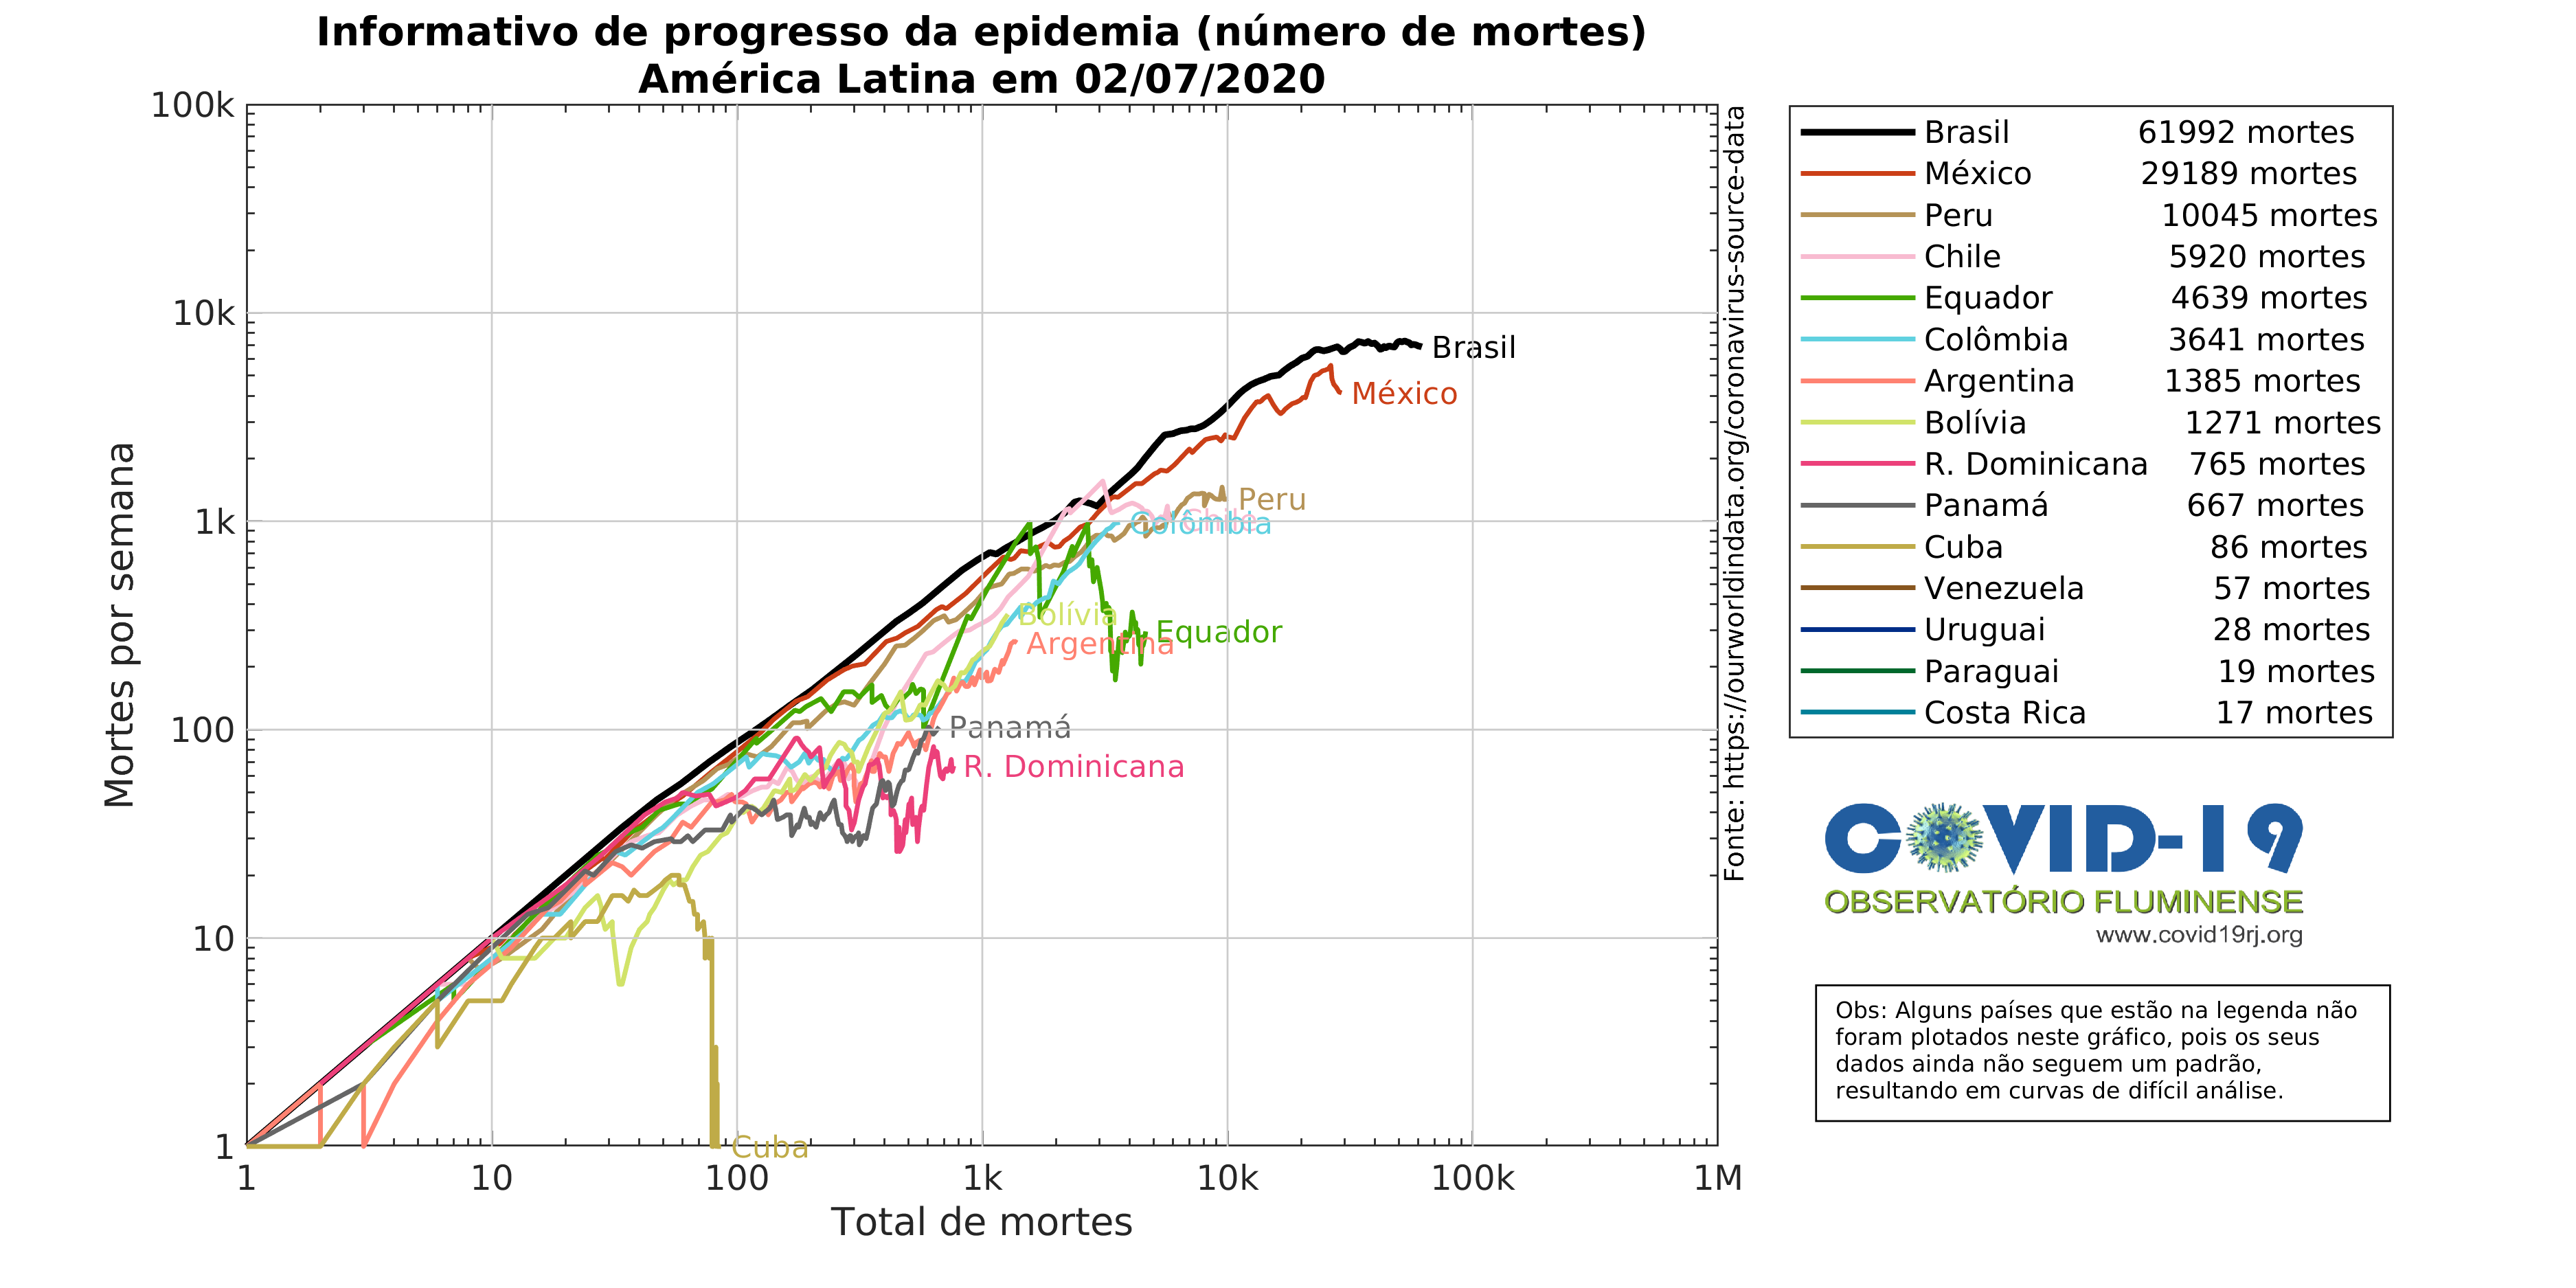 Informativo de progresso da epidemia (número de mortes)
América Latina em 02/07/2020
100k
10k
1k
100
10
1
Mortes por semana
1
10
100
1k
10k
100k
1M
Total de mortes
Brasil
México
Peru
Chile
Colômbia
Bolívia
Equador
Argentina
Panamá
R. Dominicana
Cuba
Fonte: https://ourworldindata.org/coronavirus-source-data
Brasil 61992 mortes
México 29189 mortes
Peru 10045 mortes
Chile 5920 mortes
Equador 4639 mortes
Colômbia 3641 mortes
Argentina 1385 mortes
Bolívia 1271 mortes
R. Dominicana 765 mortes
Panamá 667 mortes
Cuba 86 mortes
Venezuela 57 mortes
Uruguai 28 mortes
Paraguai 19 mortes
Costa Rica 17 mortes
COVID-19
OBSERVATÓRIO FLUMINENSE
www.covid19rj.org
Obs: Alguns países que estão na legenda não
foram plotados neste gráfico, pois os seus
dados ainda não seguem um padrão,
resultando em curvas de difícil análise.